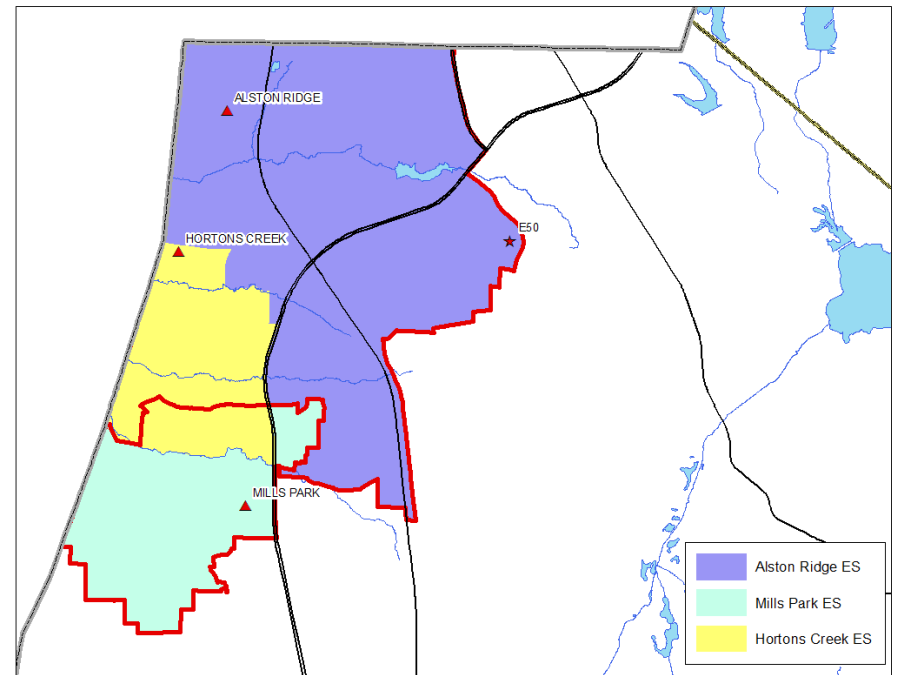 ALSTON RIDGE
E50
HORTONS CREEK
MILLS PARK
Alston Ridge ES
Mills Park ES
Hortons Creek ES